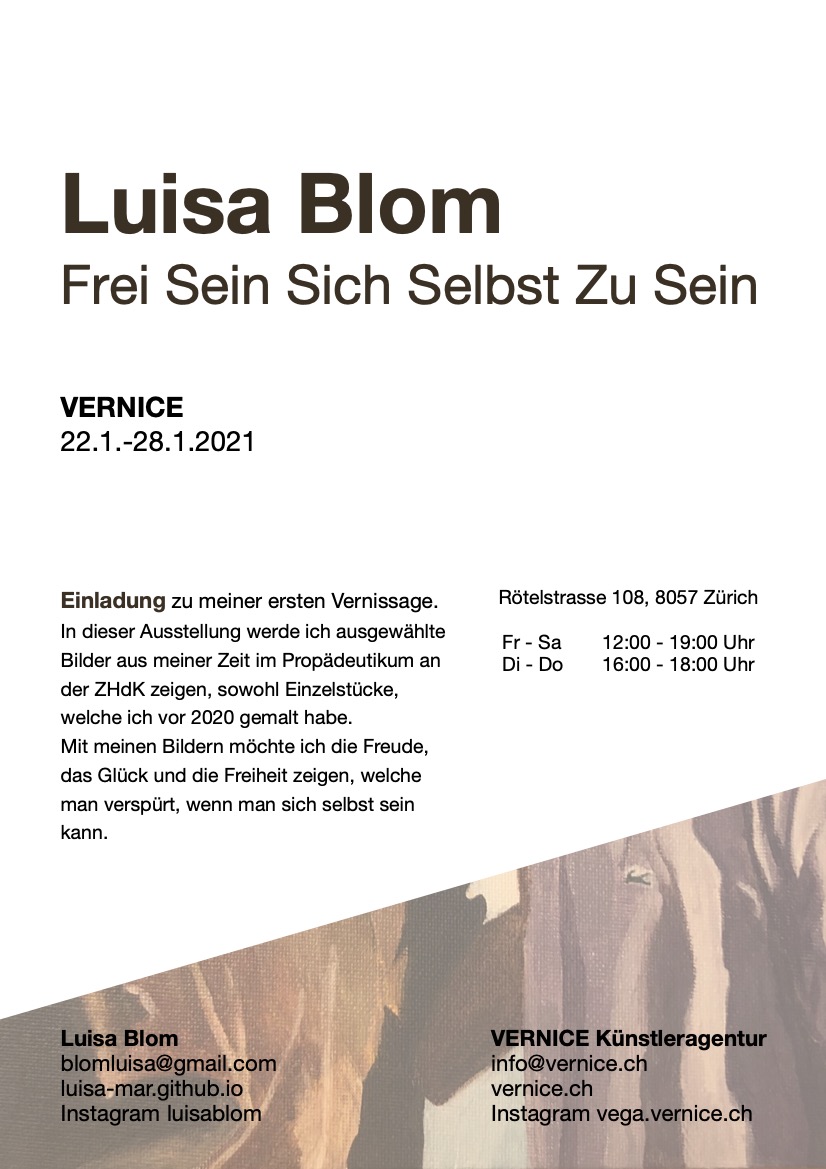 Luisa Blom
Frei Sein Sich Selbst Zu Sein
VERNICE
22.1.-28.1.2021
Einladung zu meiner ersten Vernissage.
In dieser Ausstellung werde ich ausgewählte
Bilder aus meiner Zeit im Propädeutikum an
der ZHdK zeigen, sowohl Einzelstücke,
welche ich vor 2020 gemalt habe.
Mit meinen Bildern möchte ich die Freude,
das Glück und die Freiheit zeigen, welche
man verspürt, wenn man sich selbst sein
kann.
Rötelstrasse 108, 8057 Zürich
Fr - Sa 12:00 - 19:00 Uhr
Di - Do 16:00 - 18:00 Uhr
Luisa Blom
blomluisa@gmail.com
luisa-mar.github.io
Instagram luisablom
VERNICE Künstleragentur
info@vernice.ch
vernice.ch
Instagram vega.vernice.ch